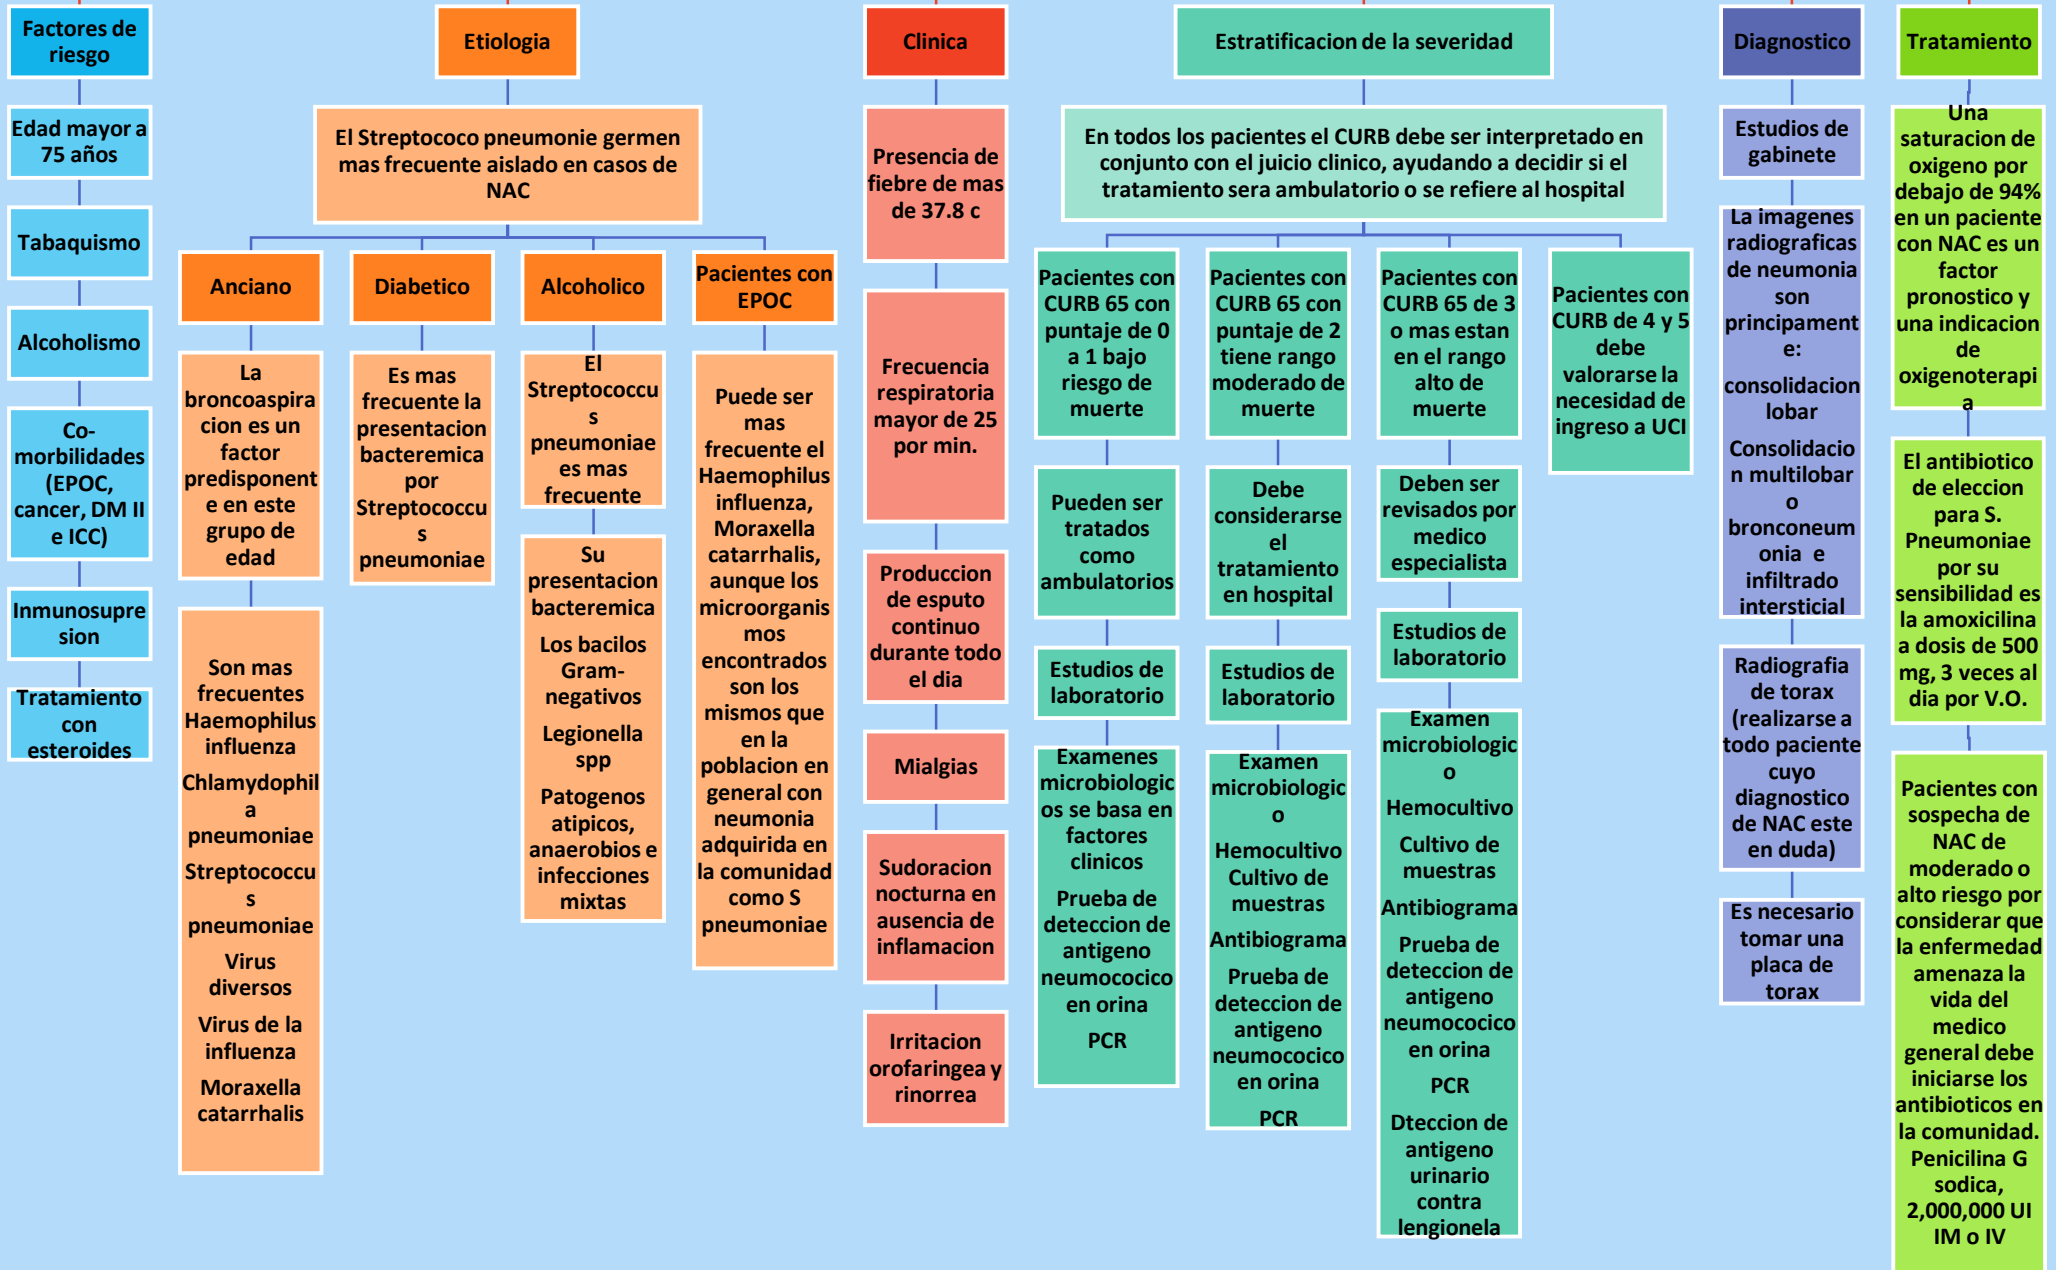 Factores de
riesgo
Edad mayor a
75 años
Tabaquismo
Alcoholismo
Co-
morbilidades
(EPOC,
cancer, DM II
e ICC)
Inmunosupre
sion
Tratamiento
con
esteroides
Etiologia
El Streptococo pneumonie germen
mas frecuente aislado en casos de
NAC
Anciano
La
broncoaspira
cion es un
factor
predisponent
e en este
grupo de
edad
Son mas
frecuentes
Haemophilus
influenza
Chlamydophil
a
pneumoniae
Streptococcu
s
pneumoniae
Virus
diversos
Virus de la
influenza
Moraxella
catarrhalis
Diabetico
Es mas
frecuente la
presentacion
bacteremica
por
Streptococcu
s
pneumoniae
Alcoholico
El
Streptococcu
s
pneumoniae
es mas
frecuente
Su
presentacion
bacteremica
Los bacilos
Gram-
negativos
Legionella
spp
Patogenos
atipicos,
anaerobios e
infecciones
mixtas
Pacientes con
EPOC
Puede ser
mas
frecuente el
Haemophilus
influenza,
Moraxella
catarrhalis,
aunque los
microorganis
mos
encontrados
son los
mismos que
en la
poblacion en
general con
neumonia
adquirida en
la comunidad
como S
pneumoniae
Clinica
Presencia de
fiebre de mas
de 37.8 c
Frecuencia
respiratoria
mayor de 25
por min.
Produccion
de esputo
continuo
durante todo
el dia
Mialgias
Sudoracion
nocturna en
ausencia de
inflamacion
Irritacion
orofaringea y
rinorrea
Estratificacion de la severidad
En todos los pacientes el CURB debe ser interpretado en
conjunto con el juicio clinico, ayudando a decidir si el
tratamiento sera ambulatorio o se refiere al hospital
Pacientes con
CURB 65 con
puntaje de 0
a 1 bajo
riesgo de
muerte
Pueden ser
tratados
como
ambulatorios
Estudios de
laboratorio
Examenes
microbiologic
os se basa en
factores
clinicos
Prueba de
deteccion de
antigeno
neumococico
en orina
PCR
Pacientes con
CURB 65 con
puntaje de 2
tiene rango
moderado de
muerte
Debe
considerarse
el
tratamiento
en hospital
Estudios de
laboratorio
Examen
microbiologic
o
Hemocultivo
Cultivo de
muestras
Antibiograma
Prueba de
deteccion de
antigeno
neumococico
en orina
PCR
Pacientes con
CURB 65 de 3
o mas estan
en el rango
alto de
muerte
Deben ser
revisados por
medico
especialista
Estudios de
laboratorio
Examen
microbiologic
o
Hemocultivo
Cultivo de
muestras
Antibiograma
Prueba de
deteccion de
antigeno
neumococico
en orina
PCR
Dteccion de
antigeno
urinario
contra
lengionela
Pacientes con
CURB de 4 y 5
debe
valorarse la
necesidad de
ingreso a UCI
Diagnostico
Estudios de
gabinete
La imagenes
radiograficas
de neumonia
son
principament
e:
consolidacion
lobar
Consolidacio
n multilobar
o
bronconeum
onia e
infiltrado
intersticial
Radiografia
de torax
(realizarse a
todo paciente
cuyo
diagnostico
de NAC este
en duda)
Es necesario
tomar una
placa de
torax
Tratamiento
Una
saturacion de
oxigeno por
debajo de 94%
en un paciente
con NAC es un
factor
pronostico y
una indicacion
de
oxigenoterapi
a
El antibiotico
de eleccion
para S.
Pneumoniae
por su
sensibilidad es
la amoxicilina
a dosis de 500
mg, 3 veces al
dia por V.O.
Pacientes con
sospecha de
NAC de
moderado o
alto riesgo por
considerar que
la enfermedad
amenaza la
vida del
medico
general debe
iniciarse los
antibioticos en
la comunidad.
Penicilina G
sodica,
2,000,000 UI
IM o IV